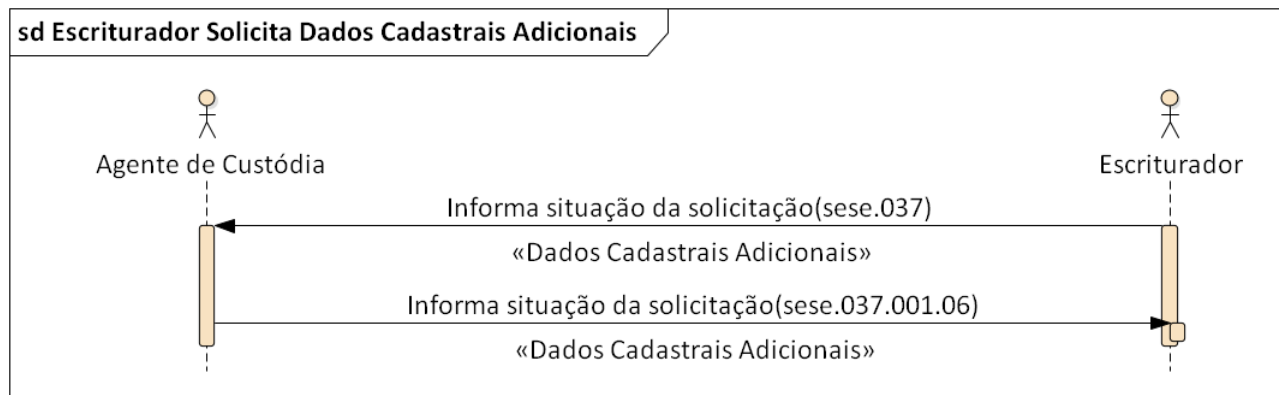 sd Escriturador Solicita Dados Cadastrais Adicionais
Agente de Custódia
Escriturador
Informa situação da solicitação(sese.037)
«Dados Cadastrais Adicionais»
Informa situação da solicitação(sese.037.001.06)
«Dados Cadastrais Adicionais»